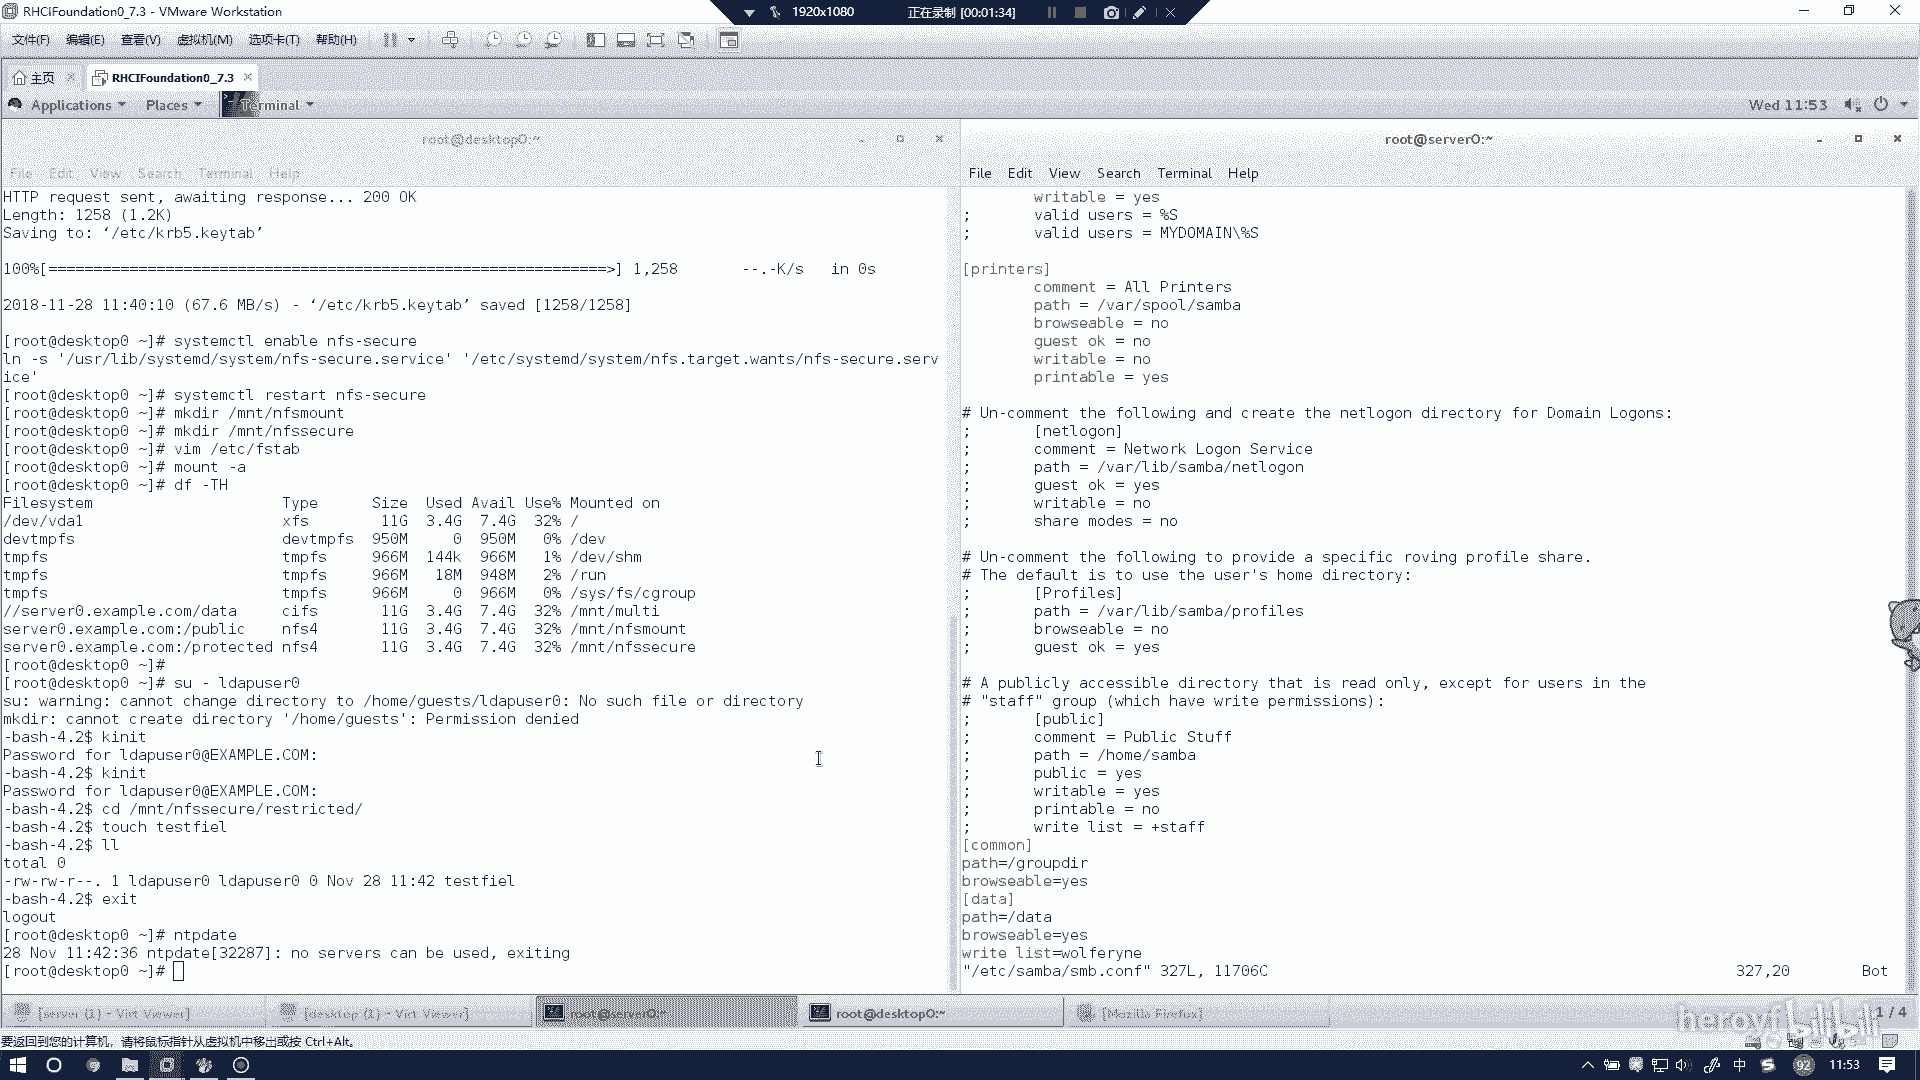 RHCIFoundation0_7.3 - VMware Workstation
1920x1080 正在录制 [00:01:34]
文件(F) 编辑(E) 查看(V) 虚拟机(M) 选项卡(T) 帮助(H)
主页 RHCIFoundation0_7.3
Applications Places Terminal Wed 11:53
root@desktop0:~
File Edit View Search Terminal Help
HTTP request sent, awaiting response... 200 OK
Length: 1258 (1.2K)
Saving to: ‘/etc/krb5.keytab’
100%[==============================================================>] 1,258 --.-K/s in 0s
2018-11-28 11:40:10 (67.6 MB/s) - ‘/etc/krb5.keytab’ saved [1258/1258]
[root@desktop0 ~]# systemctl enable nfs-secure
ln -s '/usr/lib/systemd/system/nfs-secure.service' '/etc/systemd/system/nfs.target.wants/nfs-secure.serv
ice'
[root@desktop0 ~]# systemctl restart nfs-secure
[root@desktop0 ~]# mkdir /mnt/nfsmount
[root@desktop0 ~]# mkdir /mnt/nfssecure
[root@desktop0 ~]# vim /etc/fstab
[root@desktop0 ~]# mount -a
[root@desktop0 ~]# df -TH
Filesystem Type Size Used Avail Use% Mounted on
/dev/vda1 xfs 11G 3.4G 7.4G 32% /
devtmpfs devtmpfs 950M 0 950M 0% /dev
tmpfs tmpfs 966M 144k 966M 1% /dev/shm
tmpfs tmpfs 966M 18M 948M 2% /run
tmpfs tmpfs 966M 0 966M 0% /sys/fs/cgroup
//server0.example.com/data cifs 11G 3.4G 7.4G 32% /mnt/multi
server0.example.com:/public nfs4 11G 3.4G 7.4G 32% /mnt/nfsmount
server0.example.com:/protected nfs4 11G 3.4G 7.4G 32% /mnt/nfssecure
[root@desktop0 ~]#
[root@desktop0 ~]# su - ldapuser0
su: warning: cannot change directory to /home/guests/ldapuser0: No such file or directory
mkdir: cannot create directory '/home/guests': Permission denied
-bash-4.2$ kinit
Password for ldapuser0@EXAMPLE.COM:
-bash-4.2$ kinit
Password for ldapuser0@EXAMPLE.COM:
-bash-4.2$ cd /mnt/nfssecure/restricted/
-bash-4.2$ touch testfiel
-bash-4.2$ ll
total 0
-rw-rw-r--. 1 ldapuser0 ldapuser0 0 Nov 28 11:42 testfiel
-bash-4.2$ exit
logout
[root@desktop0 ~]# ntpdate
28 Nov 11:42:36 ntpdate[32287]: no servers can be used, exiting
[root@desktop0 ~]#
root@server0:~
File Edit View Search Terminal Help
writable = yes
; valid users = %S
; valid users = MYDOMAIN\%S
[printers]
comment = All Printers
path = /var/spool/samba
browseable = no
guest ok = no
writable = no
printable = yes
# Un-comment the following and create the netlogon directory for Domain Logons:
; [netlogon]
; comment = Network Logon Service
; path = /var/lib/samba/netlogon
; guest ok = yes
; writable = no
; share modes = no
# Un-comment the following to provide a specific roving profile share.
# The default is to use the user's home directory:
; [Profiles]
; path = /var/lib/samba/profiles
; browseable = no
; guest ok = yes
# A publicly accessible directory that is read only, except for users in the
# "staff" group (which have write permissions):
; [public]
; comment = Public Stuff
; path = /home/samba
; public = yes
; writable = yes
; printable = no
; write list = +staff
[common]
path=/groupdir
browseable=yes
[data]
path=/data
browseable=yes
write list=wolferyne
"/etc/samba/smb.conf" 327L, 11706C 327,20 Bot
[server (1) - Virt Viewer] [desktop (1) - Virt Viewer] root@server0:~ root@desktop0:~ [Mozilla Firefox] 1 / 4
heroyf bilibili
要返回到您的计算机，请将鼠标指针从虚拟机中移出或按 Ctrl+Alt。
中 92 11:53